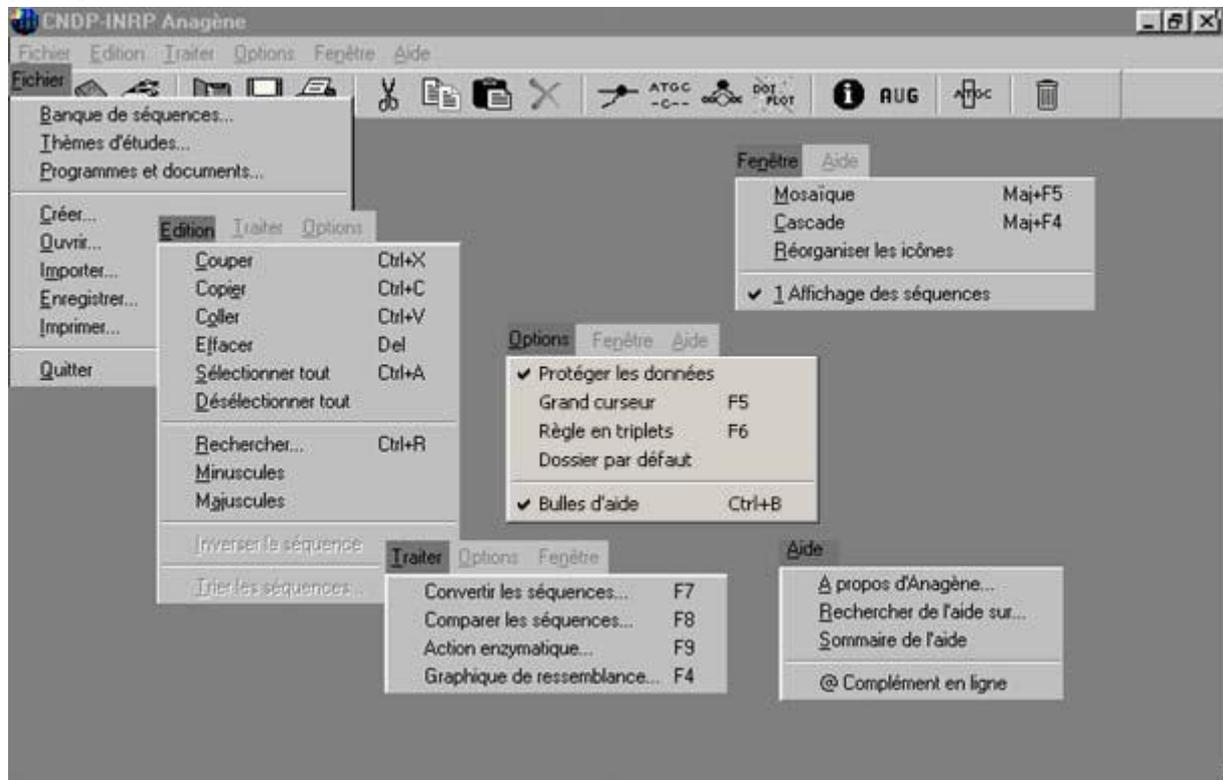 CNDP-INRP Anagène
Fichier Edition Traiter Options Fenêtre Aide
Fichier
ATGC
-C--
DOT
PLOT
AUG
ATGC
Banque de séquences...
Thèmes d'études...
Programmes et documents...
Créer...
Ouvrir...
Importer...
Enregistrer...
Imprimer...
Quitter
Edition Traiter Options
Couper Ctrl+X
Copier Ctrl+C
Coller Ctrl+V
Effacer Del
Sélectionner tout Ctrl+A
Désélectionner tout
Rechercher... Ctrl+R
Minuscules
Majuscules
Inverser la séquence
Trier les séquences...
Fenêtre Aide
Mosaïque Maj+F5
Cascade Maj+F4
Réorganiser les icônes
1 Affichage des séquences
Options Fenêtre Aide
Protéger les données
Grand curseur F5
Règle en triplets F6
Dossier par défaut
Bulles d'aide Ctrl+B
Traiter Options Fenêtre
Convertir les séquences... F7
Comparer les séquences... F8
Action enzymatique... F9
Graphique de ressemblance... F4
Aide
A propos d'Anagène...
Rechercher de l'aide sur...
Sommaire de l'aide
@ Complément en ligne